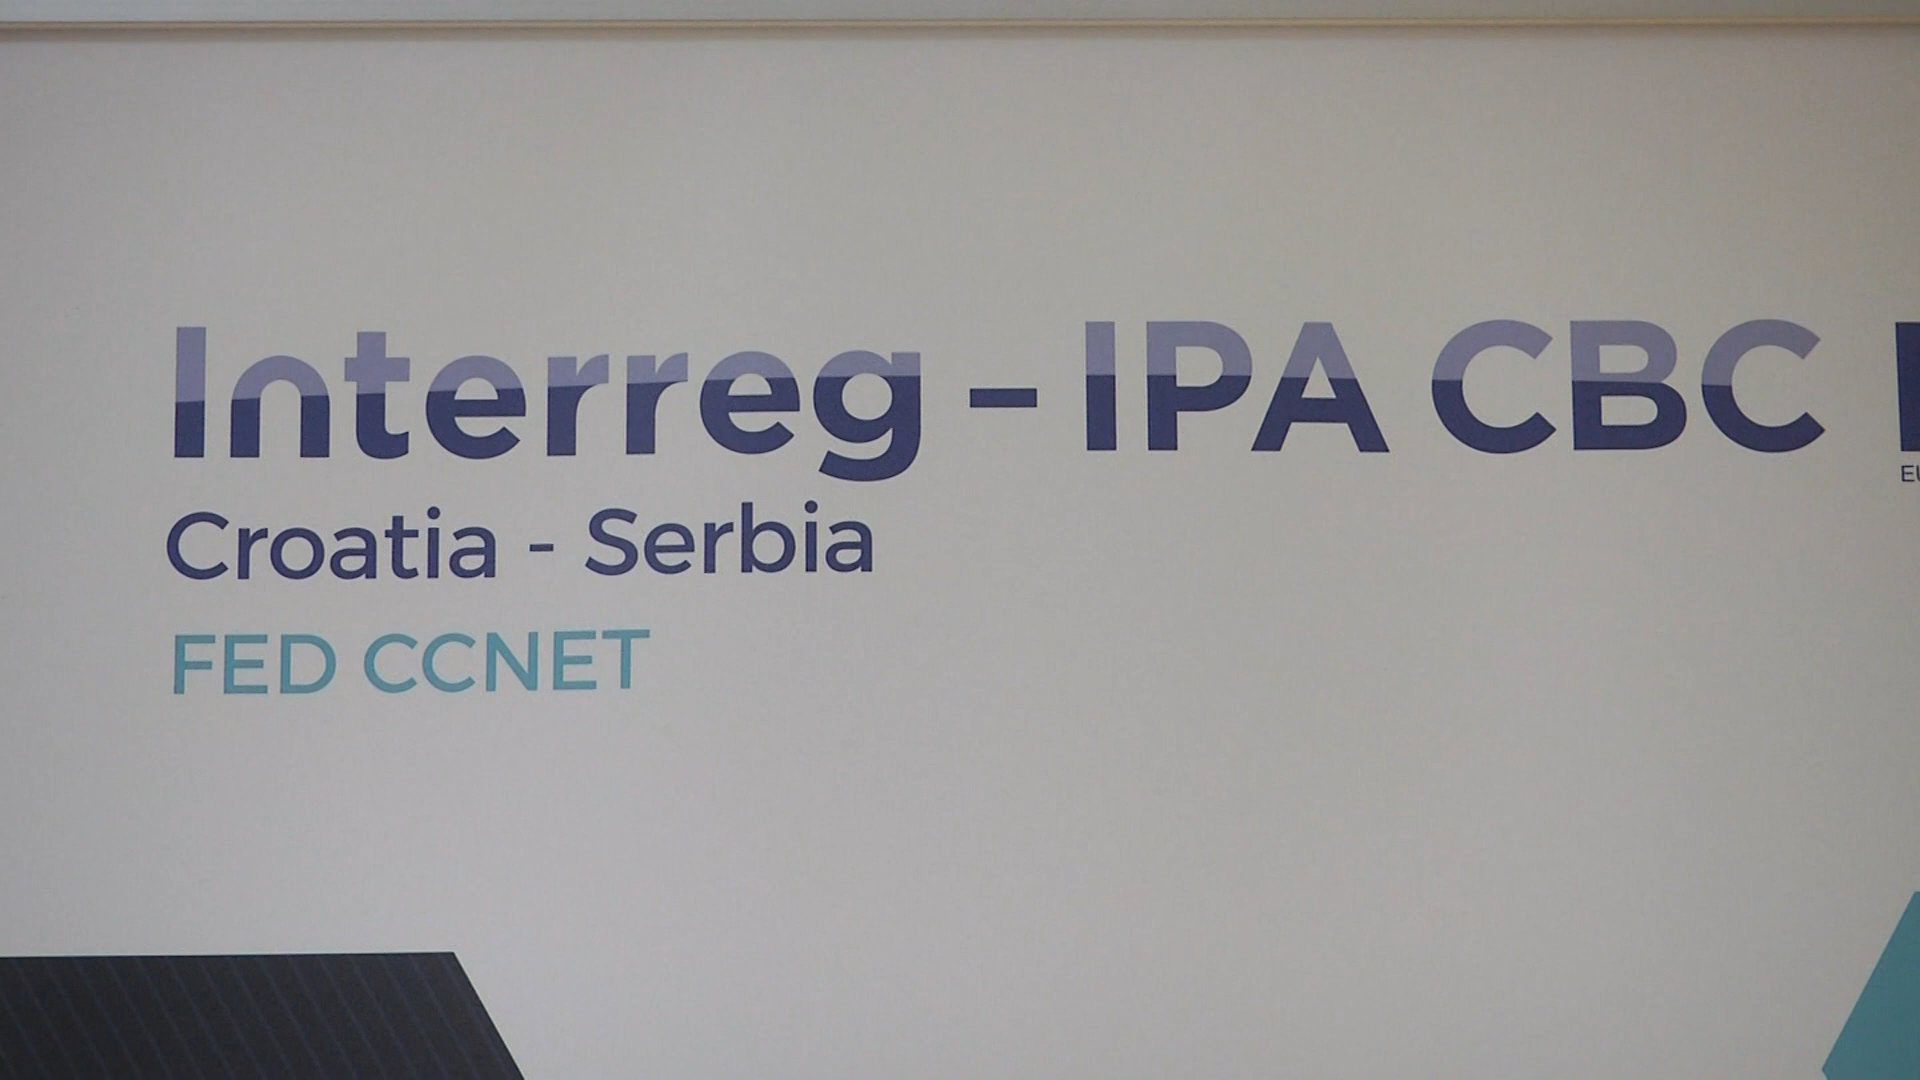 Interreg - IPA CBC
Croatia - Serbia
FED CCNET